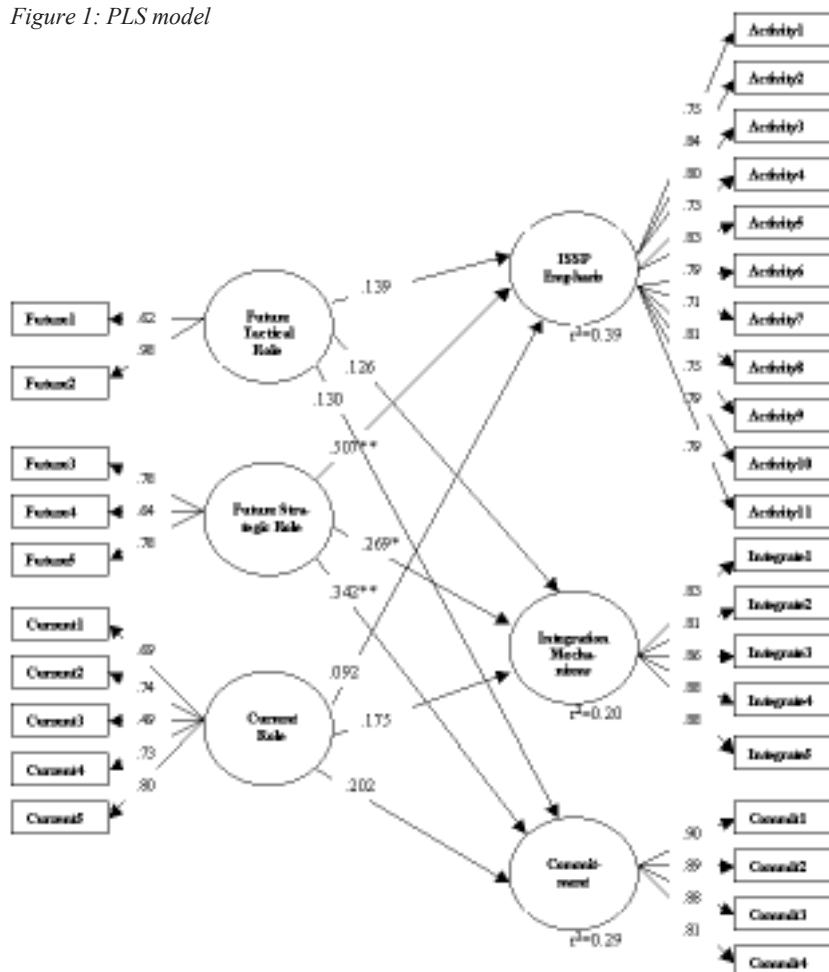 Figure 1: PLS model
Activity1
Activity2
Activity3
Activity4
Activity5
Activity6
Activity7
Activity8
Activity9
Activity10
Activity11
.75
.84
.80
.73
.83
.79
.71
.81
.75
.79
.79
ISSP
Emphasis
r²=0.39
Future
Tactical
Role
Future1
Future2
.62
.98
.139
.126
.130
Future3
Future4
Future5
.78
.64
.78
Future Stra-
tegic Role
.507**
.269*
.342**
Current1
Current2
Current3
Current4
Current5
.69
.74
.49
.73
.80
Current
Role
.092
.175
.202
Integration
Mecha-
nisms
r²=0.20
Integrate1
Integrate2
Integrate3
Integrate4
Integrate5
.83
.81
.86
.88
.88
Commit-
ment
r²=0.29
Commit1
Commit2
Commit3
Commit4
.90
.89
.88
.81